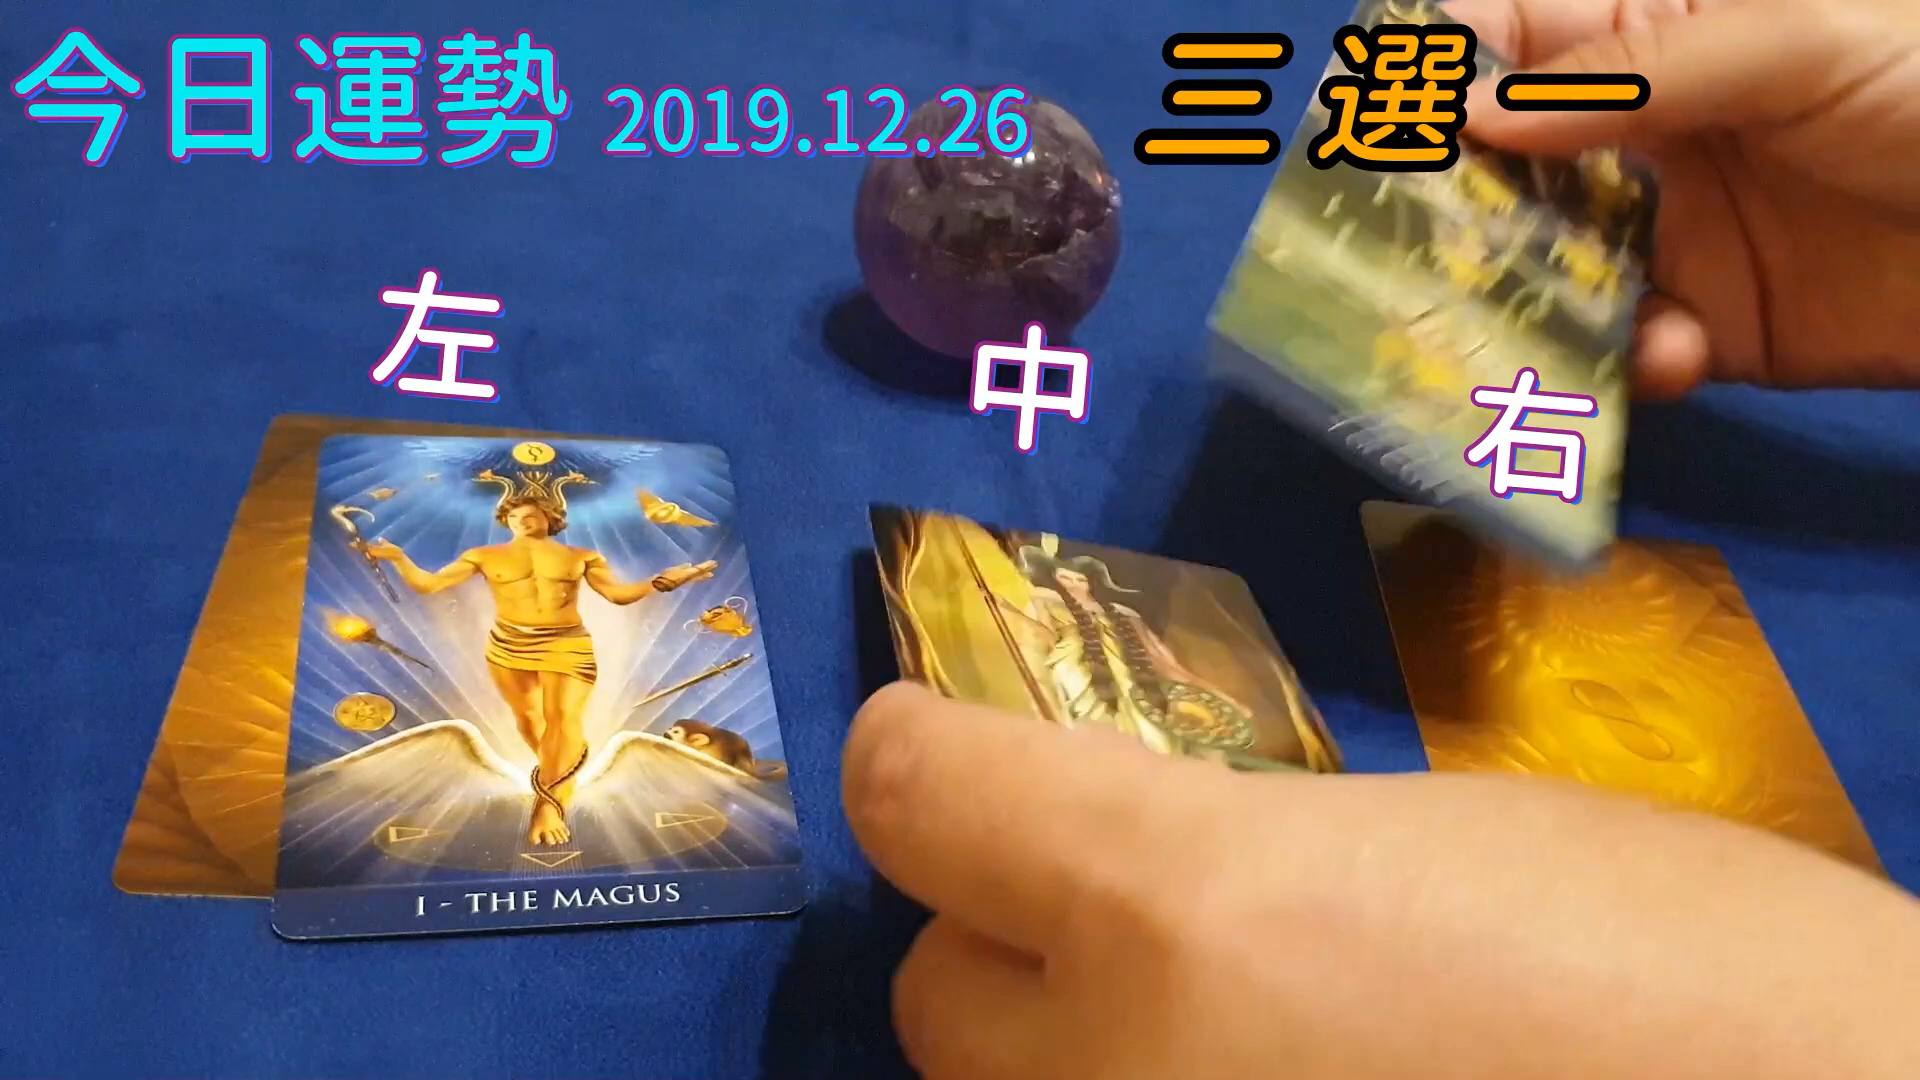 今日運勢 2019.12.26 三選一
左
中
右
I - THE MAGUS